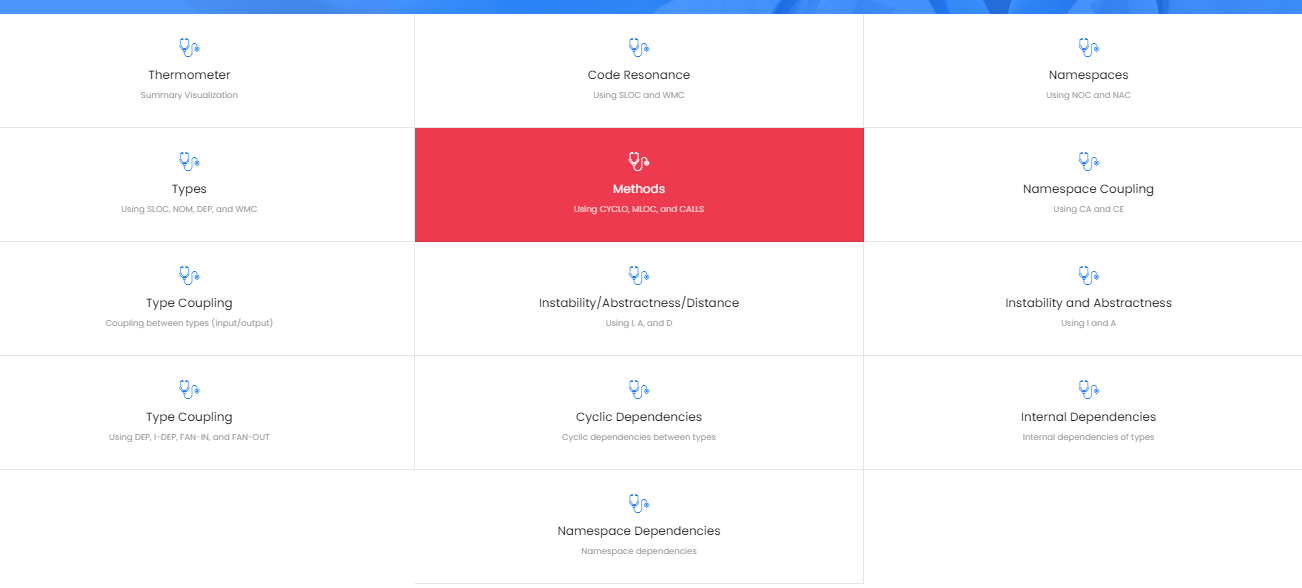 Thermometer
Summary Visualization
Code Resonance
Using SLOC and WMC
Namespaces
Using NOC and NAC
Types
Using SLOC, NOM, DEP, and WMC
Methods
Using CYCLO, MLOC, and CALLS
Namespace Coupling
Using CA and CE
Type Coupling
Coupling between types (input/output)
Instability/Abstractness/Distance
Using I, A, and D
Instability and Abstractness
Using I and A
Type Coupling
Using DEP, I-DEP, FAN-IN, and FAN-OUT
Cyclic Dependencies
Cyclic dependencies between types
Internal Dependencies
Internal dependencies of types
Namespace Dependencies
Namespace dependencies